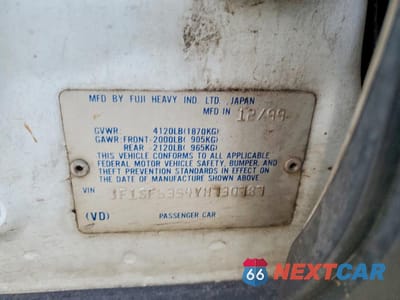 MFD BY FUJI HEAVY IND LTD. JAPAN
MFD IN 12/99
GVWR: 4120LB(1870KG)
GAWR:FRONT-2000LB( 905KG)
REAR - 2120LB( 965KG)
THIS VEHICLE CONFORMS TO ALL APPLICABLE
FEDERAL MOTOR VEHICLE SAFETY, BUMPER, AND
THEFT PREVENTION STANDARDS IN EFFECT ON
THE DATE OF MANUFACTURE SHOWN ABOVE.
VIN
(VD) PASSENGER CAR
66 NEXTCAR